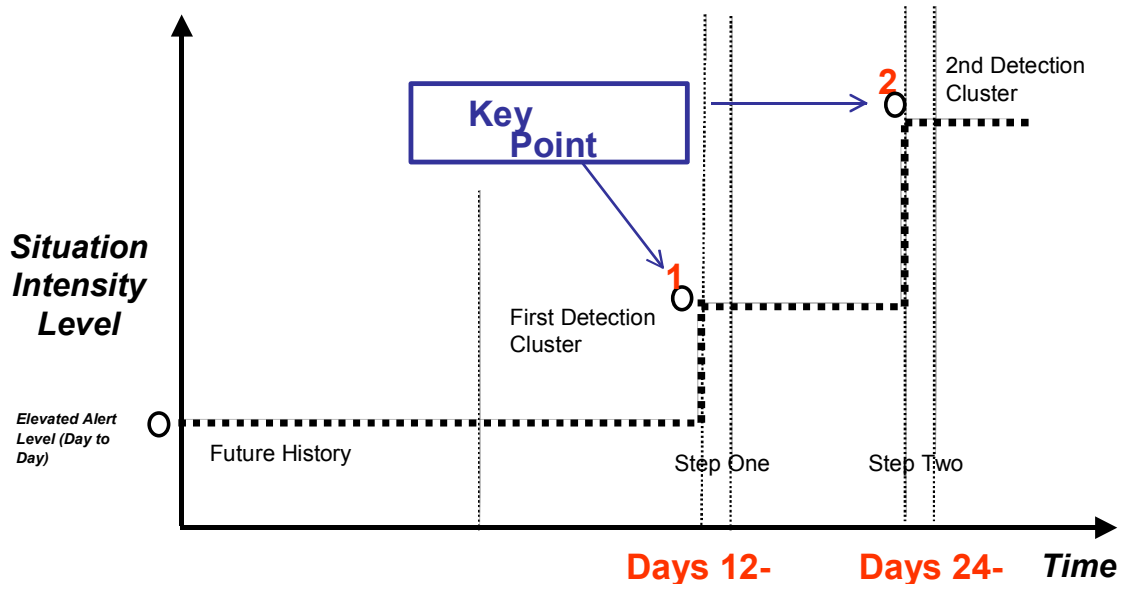 2
2nd Detection
Cluster
Key
Point
Situation
Intensity
Level
1
First Detection
Cluster
Elevated Alert
Level (Day to
Day)
Future History
Step One
Step Two
Days 12-
Days 24-
Time